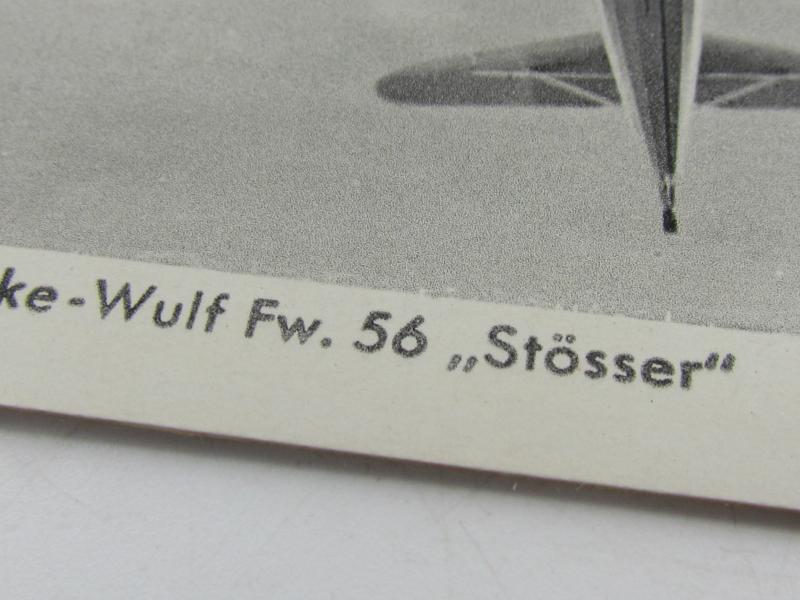 ke-Wulf Fw. 56 „Stösser“